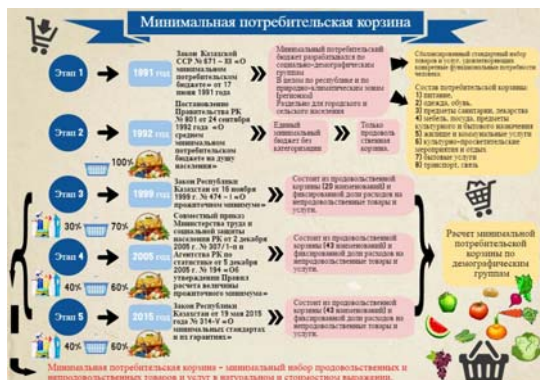 Минимальная потребительская корзина
Этап 1
1991 год
Закон Казахской
ССР № 671 – XII «О
минимальном
потребительском
бюджете» от 17
июня 1991 года
Минимальный потребительский
бюджет разрабатывался по
социально-демографическим
группам
В целом по республике и по
природно-климатическим зонам
(регионам)
Раздельно для городского и
сельского населения
Сбалансированный стандартный набор
товаров и услуг, удовлетворяющих
конкретные функциональные потребности
человека
Состав потребительской корзины:
1) питание,
2) одежда, обувь,
3) предметы санитарии, лекарства
4) мебель, посуда, предметы
культурного и бытового назначения
5) жилище и коммунальные услуги
6) культурно-просветительские
мероприятия и отдых
7) бытовые услуги
8) транспорт, связь
Этап 2
1992 год
Постановление
Правительства РК
№ 801 от 24 сентября
1992 года «О
среднем
минимальном
потребительском
бюджете на душу
населения»
100%
Единый
минимальный
бюджет без
категоризации
Только
продоволь
ственная
корзина.
Этап 3
1999 год
Закон Республики
Казахстан от 16 ноября
1999 г. № 474 – I «О
прожиточном минимуме»
Состоит из продовольственной
корзины (20 наименований) и
фиксированной доли расходов на
непродовольственные товары и
услуги.
30%
70%
Этап 4
2005 год
Совместный приказ
Министерства труда и
социальной защиты
населения РК от 2 декабря
2005 г. № 307/1-п и
Агентства РК по
статистике от 5 декабря
2005 г. № 194 «Об
утверждении Правил
расчета величины
прожиточного минимума»
Состоит из продовольственной
корзины (43 наименований) и
фиксированной доли расходов на
непродовольственные товары и
услуги.
Расчет минимальной
потребительской
корзины по
демографическим
группам
40%
60%
Этап 5
2015 год
Закон Республики
Казахстан от 19 мая 2015
года № 314-V «О
минимальных стандартах
и их гарантиях»
Состоит из продовольственной
корзины (43 наименований) и
фиксированной доли расходов на
непродовольственные товары и
услуги.
40%
60%
Минимальная потребительская корзина - минимальный набор продовольственных и
непродовольственных товаров и услуг в натуральном и стоимостном выражении.